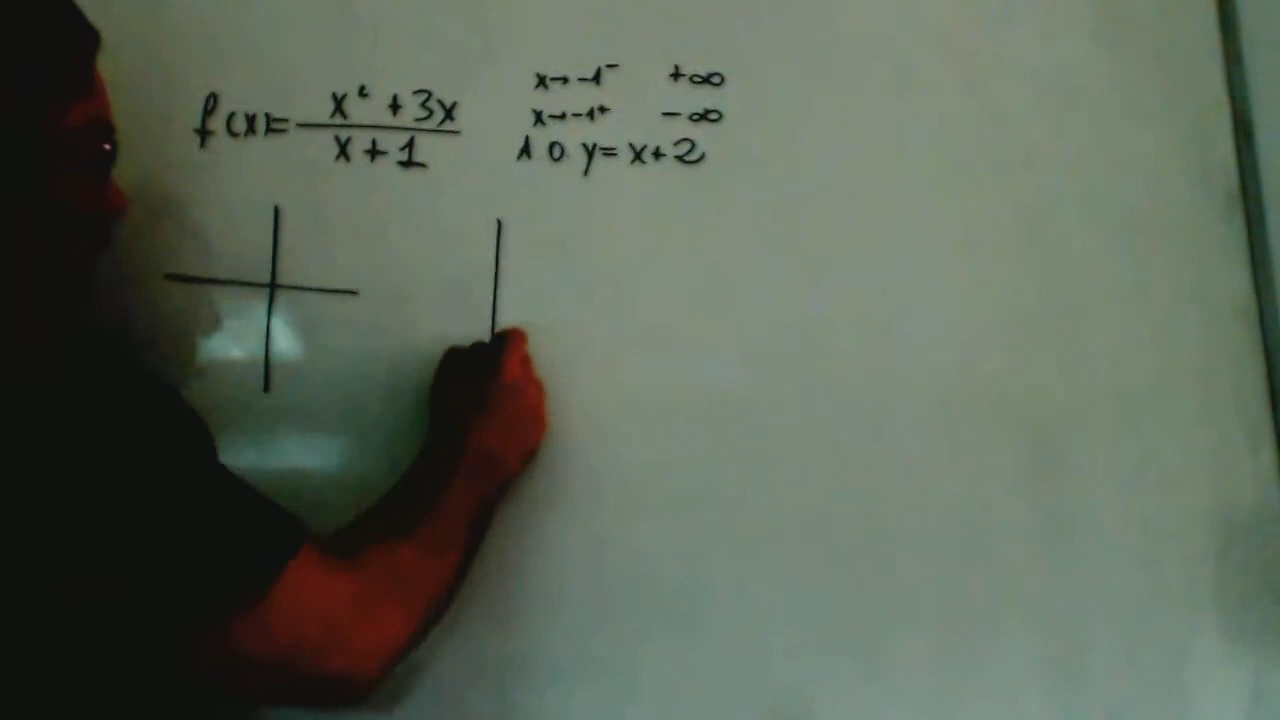 f(x)= x² + 3x / x + 1
x→-1⁻ +∞
x→-1⁺ -∞
A O y= x+2